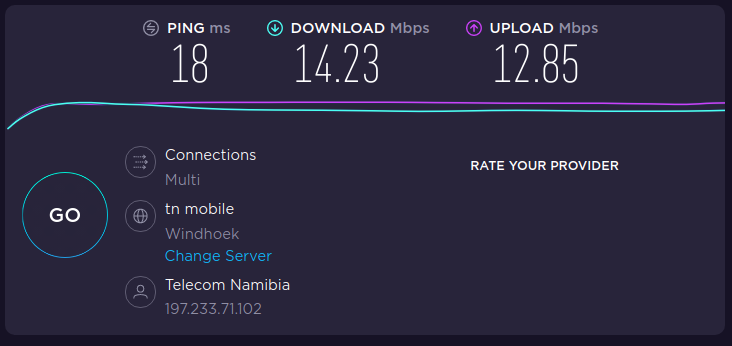 PING ms
DOWNLOAD Mbps
UPLOAD Mbps
18
14.23
12.85
Connections
Multi
RATE YOUR PROVIDER
GO
tn mobile
Windhoek
Change Server
Telecom Namibia
197.233.71.102